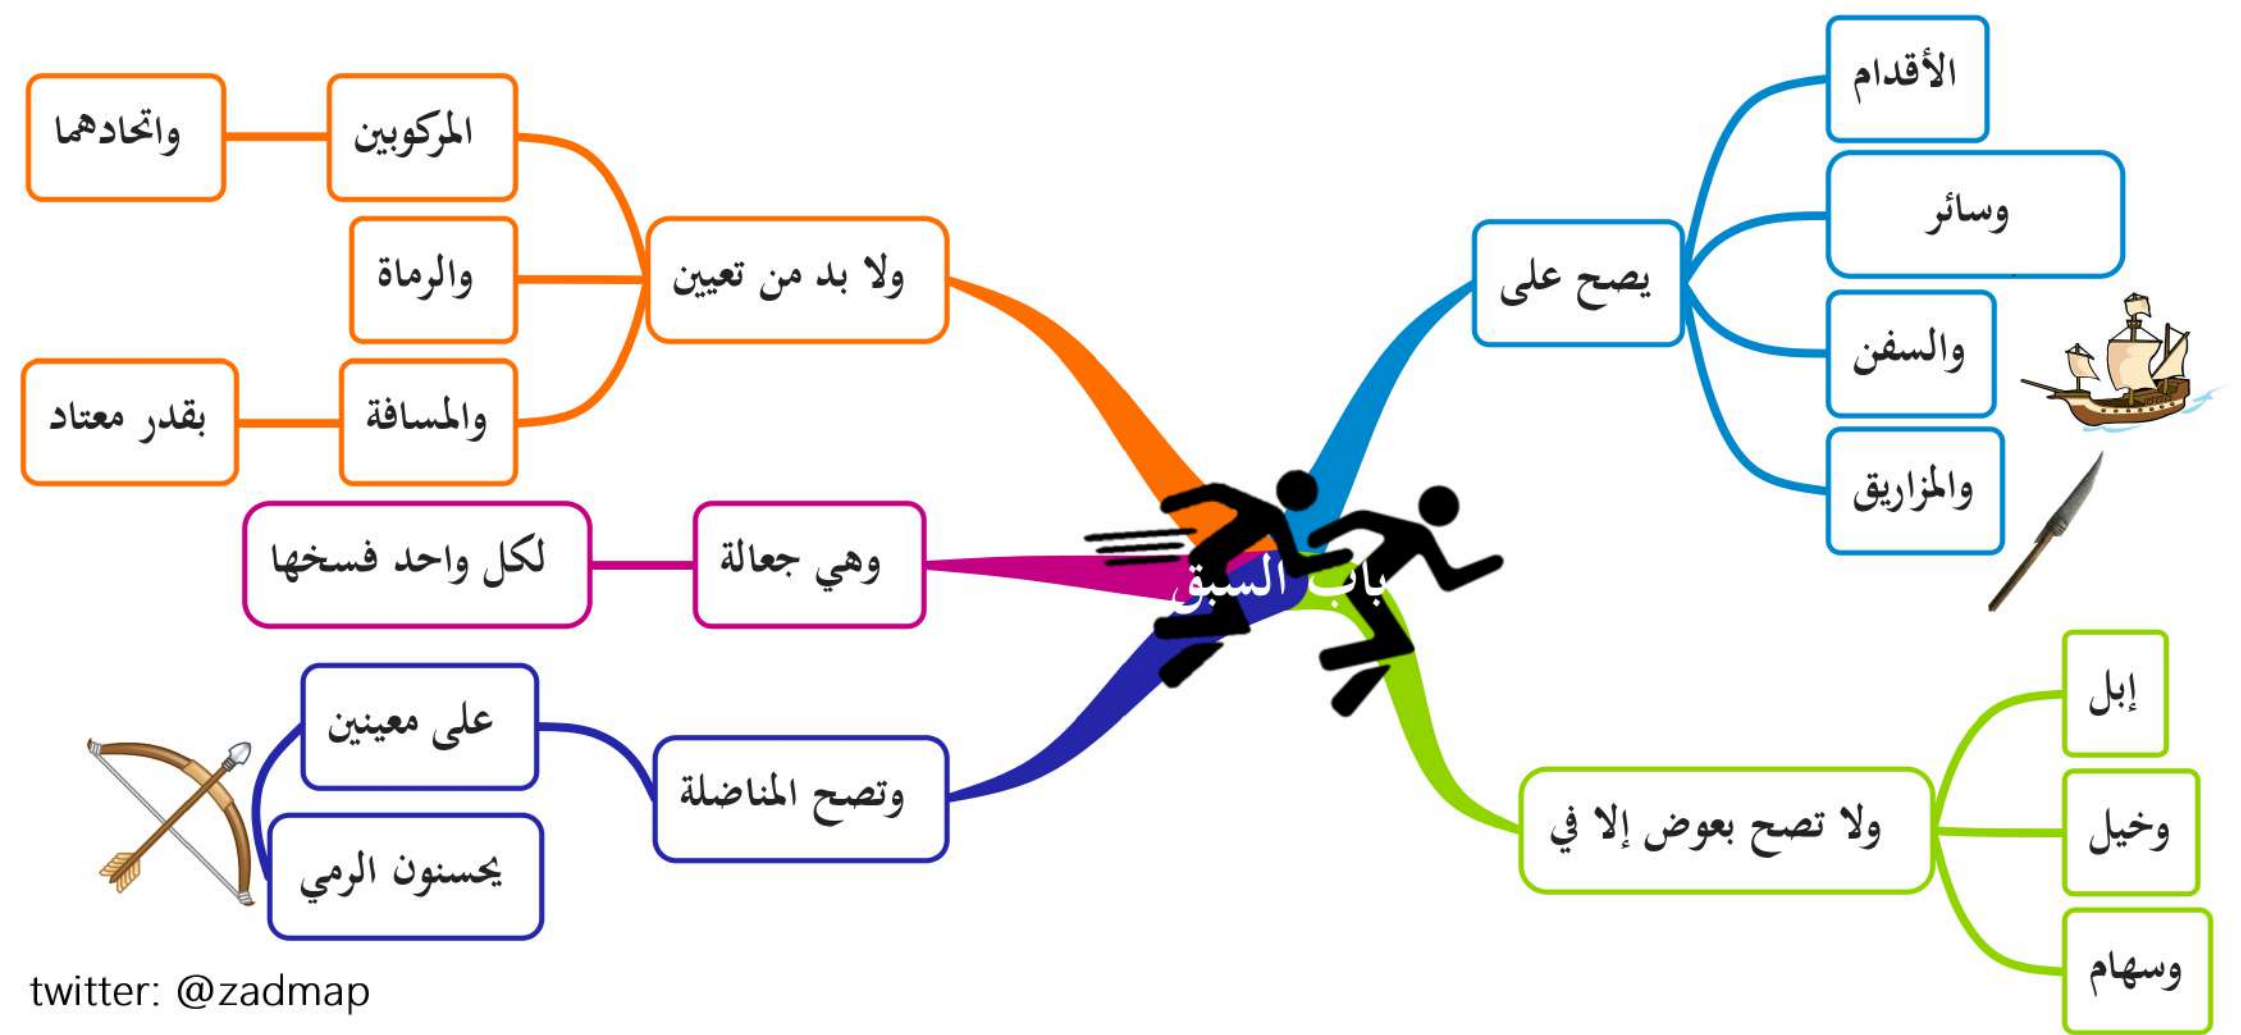 باب السبق
يصح على
الأقدام
وسائر
والسفن
والمزاريق
ولا تصح بعوض إلا في
إبل
وخيل
وسهام
ولا بد من تعيين
المركوبين
واتحادهما
والرماة
والمسافة
بقدر معتاد
وهي جعالة
لكل واحد فسخها
وتصح المناضلة
على معينين
يحسنون الرمي
twitter: @zadmap